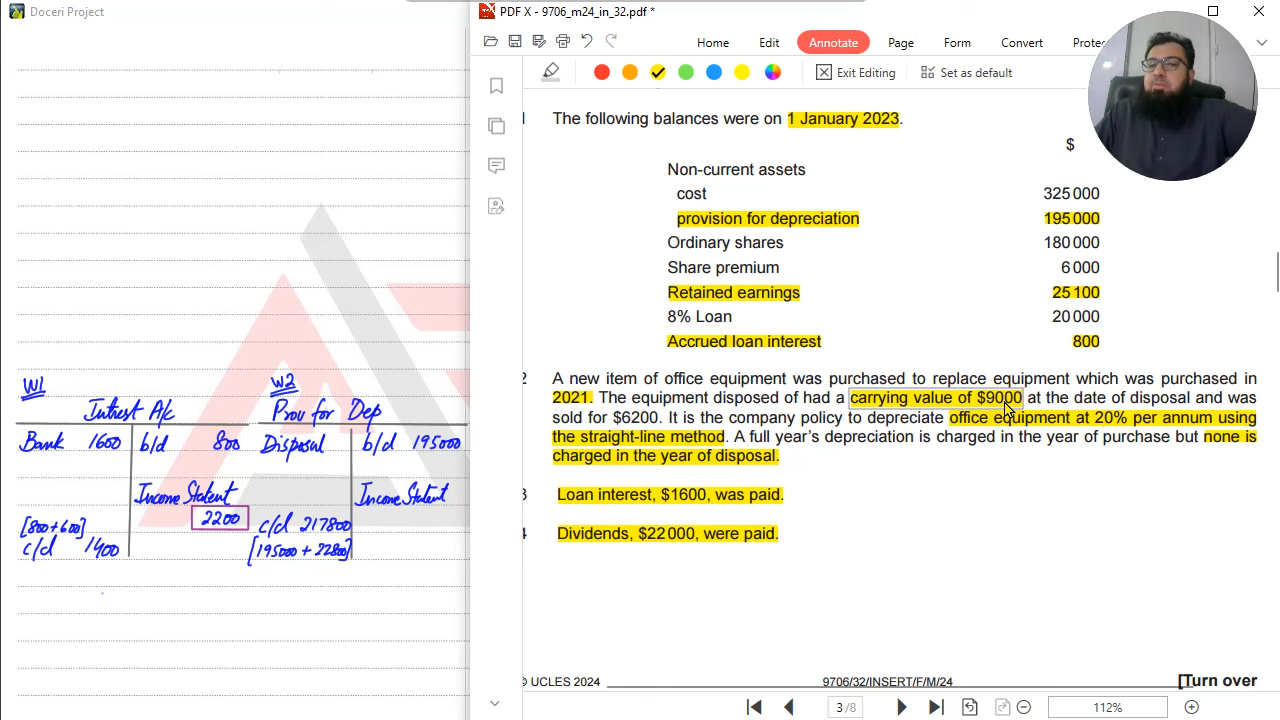 Doceri Project
PDF X - 9706_m24_in_32.pdf *
Home Edit Annotate Page Form Convert Protec
Exit Editing Set as default
The following balances were on 1 January 2023.
$
Non-current assets
cost 325 000
provision for depreciation 195 000
Ordinary shares 180 000
Share premium 6 000
Retained earnings 25 100
8% Loan 20 000
Accrued loan interest 800
2 A new item of office equipment was purchased to replace equipment which was purchased in
2021. The equipment disposed of had a carrying value of $9000 at the date of disposal and was
sold for $6200. It is the company policy to depreciate office equipment at 20% per annum using
the straight-line method. A full year's depreciation is charged in the year of purchase but none is
charged in the year of disposal.
3 Loan interest, $1600, was paid.
4 Dividends, $22 000, were paid.
© UCLES 2024 9706/32/INSERT/F/M/24 [Turn over
3 /8 112%
W1
Intrest A/c
Bank 1600 b/d 800
Income Statent
2200
[800+600]
c/d 1400
W2
Prov for Dep
Disposal b/d 195000
Income Statent
c/d 217800
[195000 + 22800]